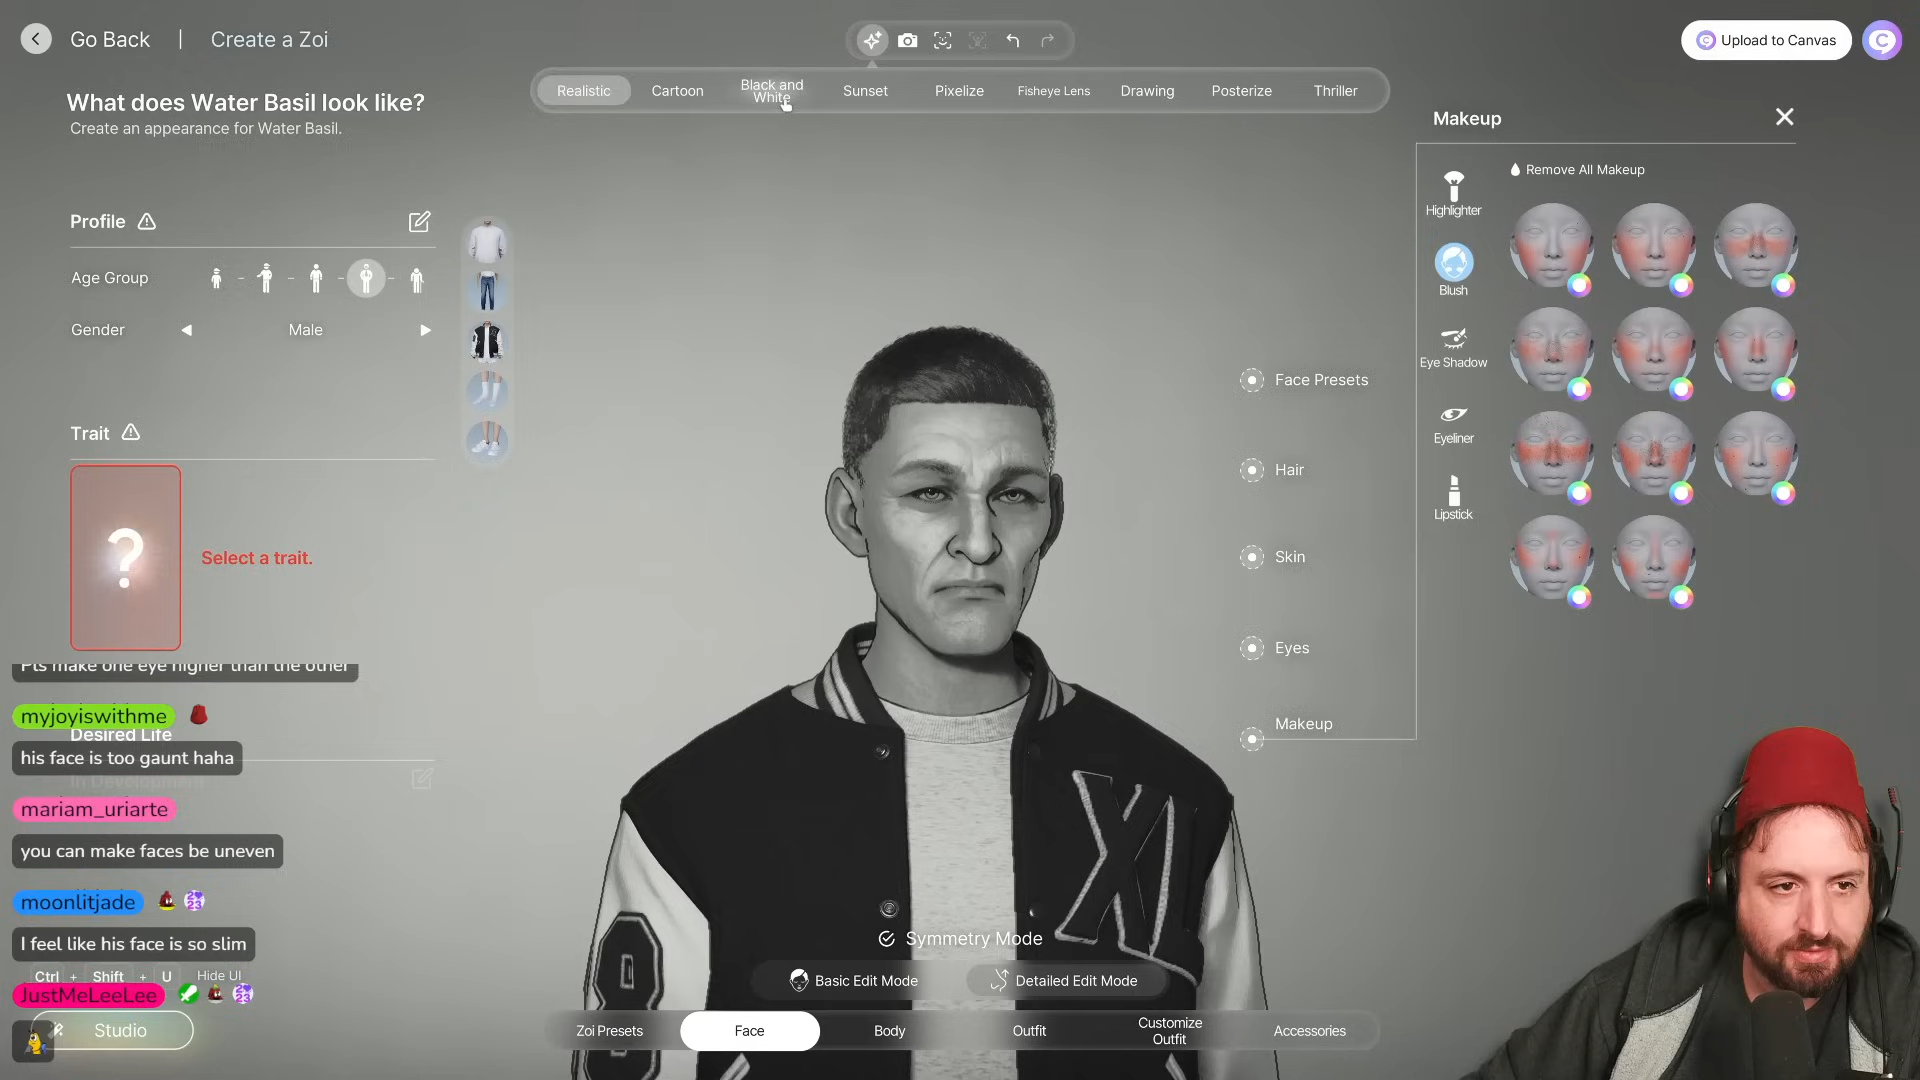 Go Back | Create a Zoi
Upload to Canvas
Realistic
Cartoon
Black and
White
Sunset
Pixelize
Fisheye Lens
Drawing
Posterize
Thriller
What does Water Basil look like?
Create an appearance for Water Basil.
Profile
Age Group
Gender
Male
Trait
?
Select a trait.
Pls make one eye higher than the other
myjoyiswithme
Desired Life
his face is too gaunt haha
In Development
mariam_uriarte
you can make faces be uneven
moonlitjade
I feel like his face is so slim
Ctrl + Shift + U Hide UI
JustMeLeeLee
Studio
Face Presets
Hair
Skin
Eyes
Makeup
Makeup
Remove All Makeup
Highlighter
Blush
Eye Shadow
Eyeliner
Lipstick
XI
8
Symmetry Mode
Basic Edit Mode
Detailed Edit Mode
Zoi Presets
Face
Body
Outfit
Customize
Outfit
Accessories